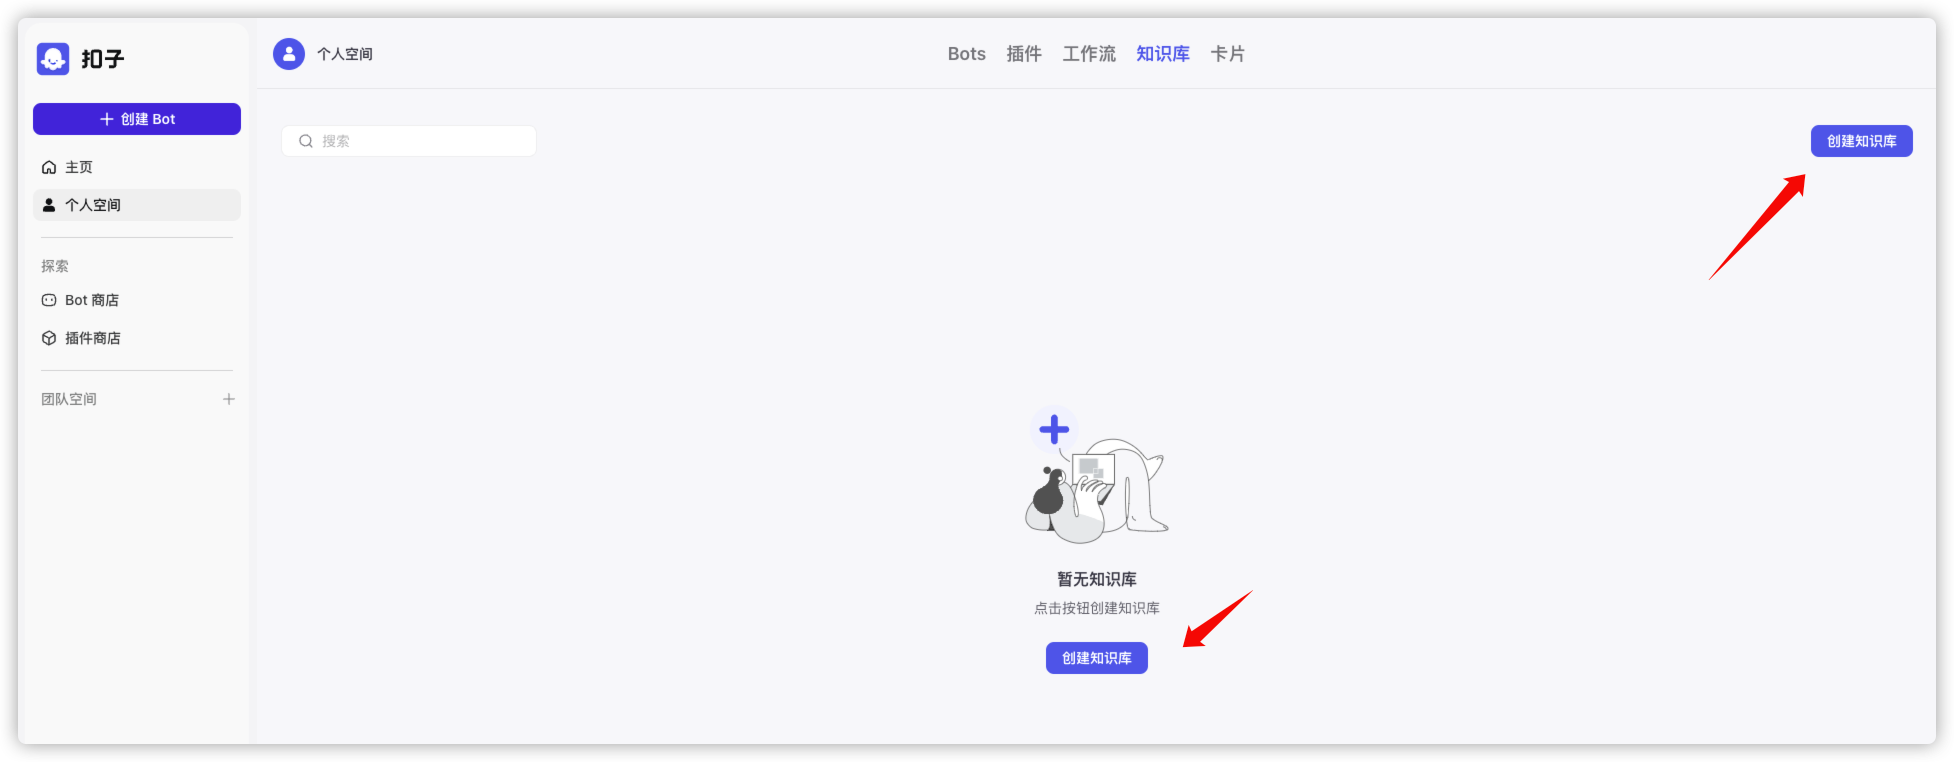 扣子
创建 Bot
主页
个人空间
探索
Bot 商店
插件商店
团队空间
个人空间
Bots 插件 工作流 知识库 卡片
搜索
创建知识库
暂无知识库
点击按钮创建知识库
创建知识库